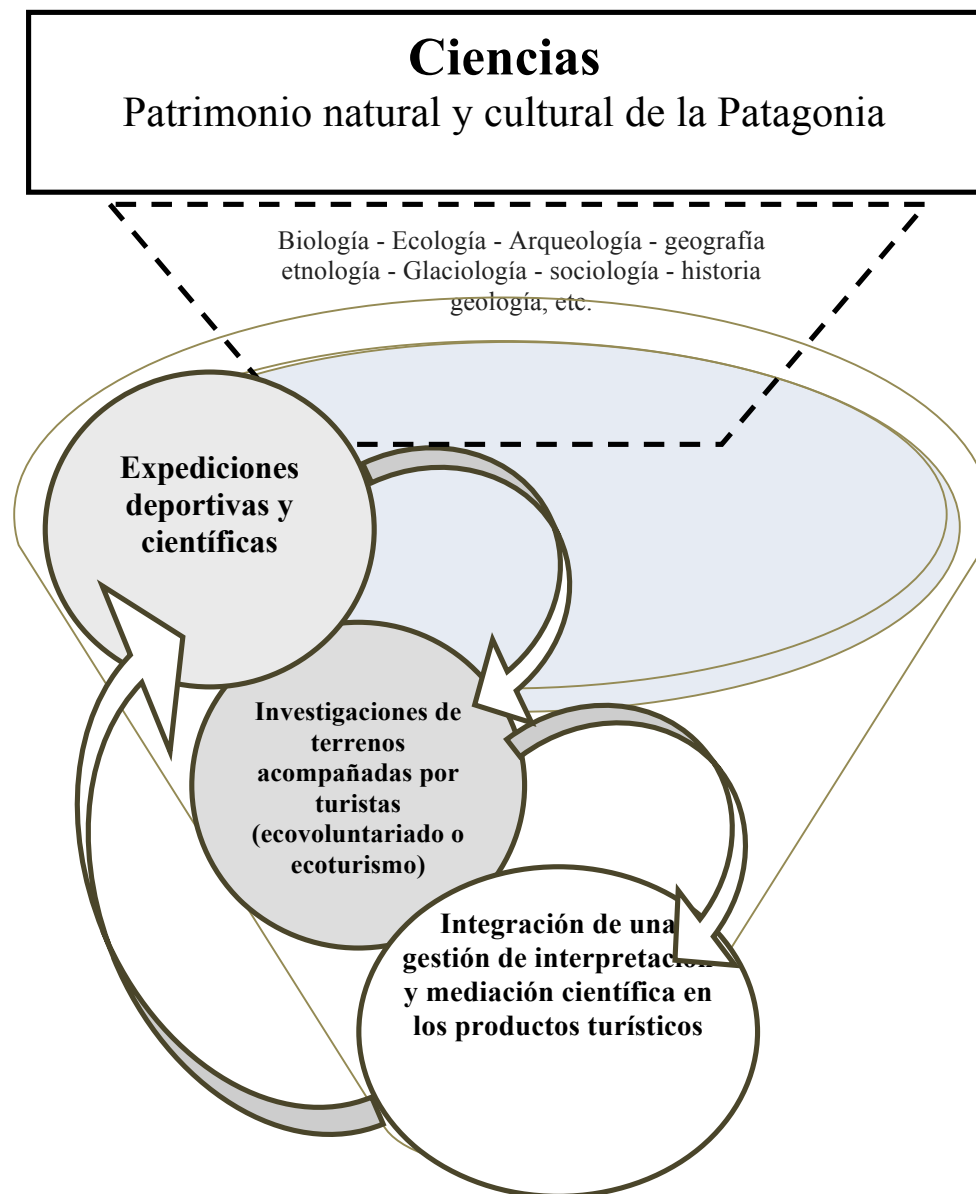 Ciencias
Patrimonio natural y cultural de la Patagonia
Biología - Ecología - Arqueología - geografía
etnología - Glaciología - sociología - historia
geología, etc.
Expediciones
deportivas y
científicas
Investigaciones de
terrenos
acompañadas por
turistas
(ecovoluntariado o
ecoturismo)
Integración de una
gestión de interpretación
y mediación científica en
los productos turísticos